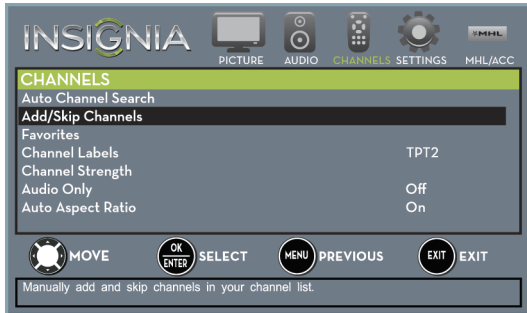 INSIGNIA
PICTURE AUDIO CHANNELS SETTINGS MHL/ACC
MHL
CHANNELS
Auto Channel Search
Add/Skip Channels
Favorites
Channel Labels TPT2
Channel Strength
Audio Only Off
Auto Aspect Ratio On
MOVE OK ENTER SELECT MENU PREVIOUS EXIT EXIT
Manually add and skip channels in your channel list.